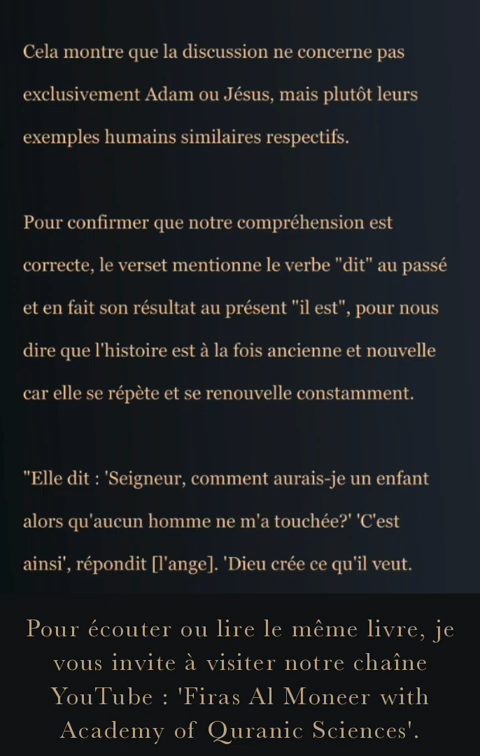 Cela montre que la discussion ne concerne pas
exclusivement Adam ou Jésus, mais plutôt leurs
exemples humains similaires respectifs.
Pour confirmer que notre compréhension est
correcte, le verset mentionne le verbe "dit" au passé
et en fait son résultat au présent "il est", pour nous
dire que l'histoire est à la fois ancienne et nouvelle
car elle se répète et se renouvelle constamment.
"Elle dit : 'Seigneur, comment aurais-je un enfant
alors qu'aucun homme ne m'a touchée?' 'C'est
ainsi', répondit [l'ange]. 'Dieu crée ce qu'il veut.
Pour écouter ou lire le même livre, je
vous invite à visiter notre chaîne
YouTube : 'Firas Al Moneer with
Academy of Quranic Sciences'.